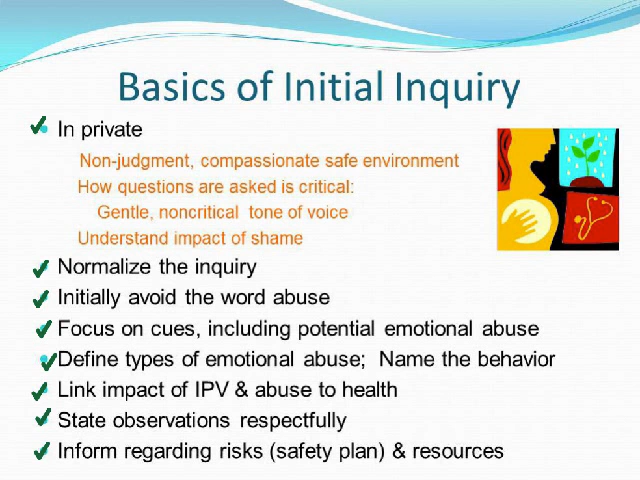 Basics of Initial Inquiry
In private
Non-judgment, compassionate safe environment
How questions are asked is critical:
Gentle, noncritical tone of voice
Understand impact of shame
Normalize the inquiry
Initially avoid the word abuse
Focus on cues, including potential emotional abuse
Define types of emotional abuse; Name the behavior
Link impact of IPV & abuse to health
State observations respectfully
Inform regarding risks (safety plan) & resources